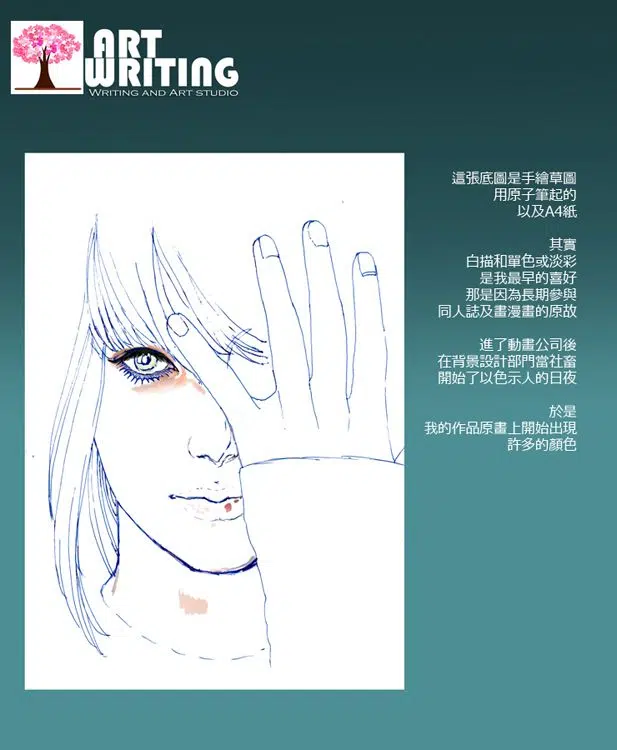 ART
WRITING
WRITING AND ART STUDIO
這張底圖是手繪草圖
用原子筆起的
以及A4紙
其實
白描和單色或淡彩
是我最早的喜好
那是因為長期參與
同人誌及畫漫畫的原故
進了動畫公司後
在背景設計部門當社畜
開始了以色示人的日夜
於是
我的作品原畫上開始出現
許多的顏色